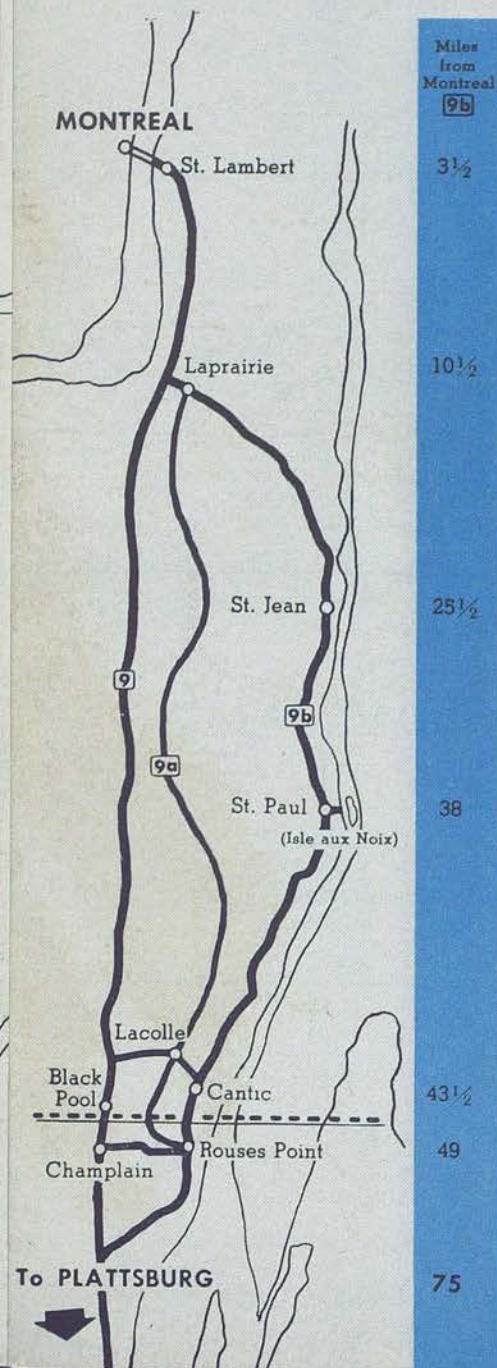 Miles
from
Montreal
9b
MONTREAL
St. Lambert
3½
Laprairie
10½
St. Jean
25½
9
9b
9a
St. Paul
38
(Isle aux Noix)
Lacolle
Black
Pool
Cantic
43½
Rouses Point
49
Champlain
To PLATTSBURG
75